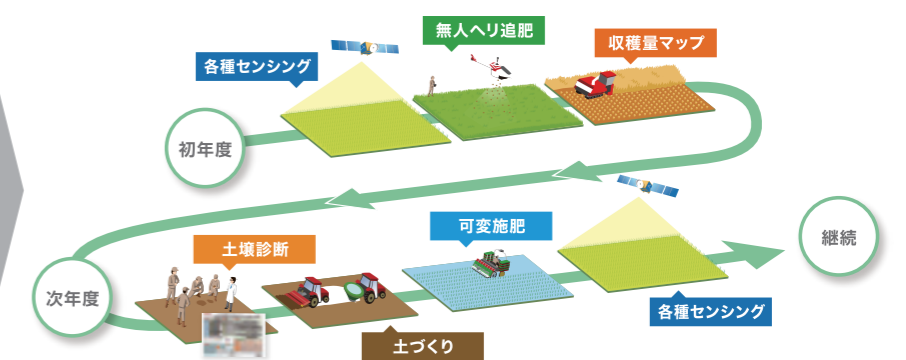 初年度
各種センシング
無人ヘリ追肥
収穫量マップ
次年度
土壌診断
土づくり
可変施肥
各種センシング
継続